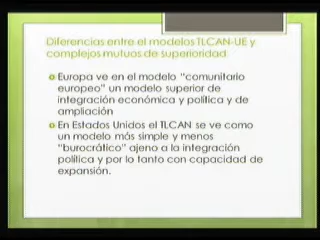 Diferencias entre el modelos TLCAN-UE y
complejos mutuos de superioridad
Europa ve en el modelo "comunitario
europeo" un modelo superior de
integración económica y política y de
ampliación
En Estados Unidos el TLCAN se ve como
un modelo más simple y menos
"burocrático" ajeno a la integración
política y por lo tanto con capacidad de
expansión.